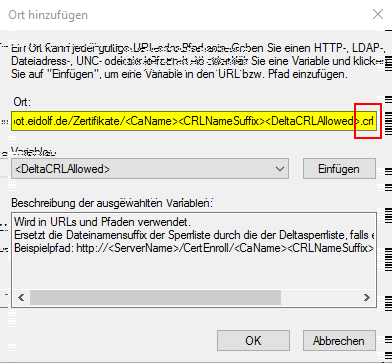 Ort hinzufügen
Ein Ort kann jeder gültige URL oder Pfad sein. Geben Sie einen HTTP-, LDAP-,
Dateiadress-, UNC- oder
Sie eine Variable und klicken
Sie auf "Einfügen", um eine Variable in den URL bzw. Pfad einzufügen.
Ort:
ot.eidolf.de/Zertifikate/<CaName><CRLNameSuffix><DeltaCRLAllowed>.crl
Variable:
<DeltaCRLAllowed>
Einfügen
Beschreibung der ausgewählten Variablen:
Wird in URLs und Pfaden verwendet.
Ersetzt die Dateinamensuffix der Sperrliste durch die der Deltasperrliste, falls e
Beispielpfad: http://<ServerName>/CertEnroll/<CaName><CRLNameSuffix>
OK
Abbrechen